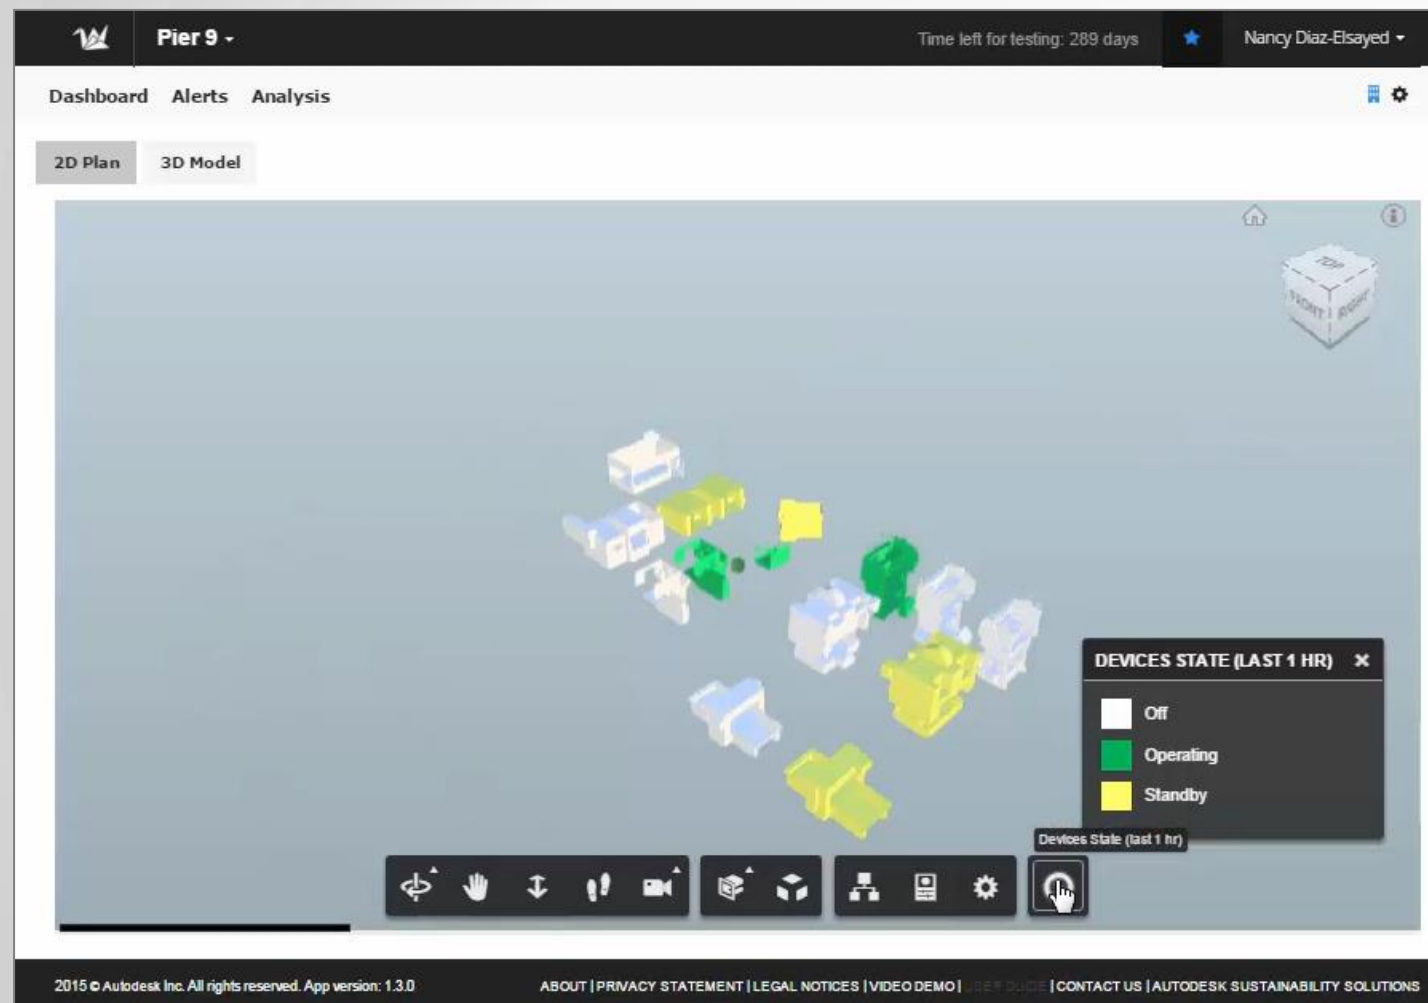 Pier 9
Time left for testing: 289 days
Nancy Diaz-Elsayed
Dashboard Alerts Analysis
2D Plan 3D Model
TOP
FRONT RIGHT
DEVICES STATE (LAST 1 HR)
Off
Operating
Standby
Devices State (last 1 hr)
2015 © Autodesk Inc. All rights reserved. App version: 1.3.0
ABOUT | PRIVACY STATEMENT | LEGAL NOTICES | VIDEO DEMO | | CONTACT US | AUTODESK SUSTAINABILITY SOLUTIONS